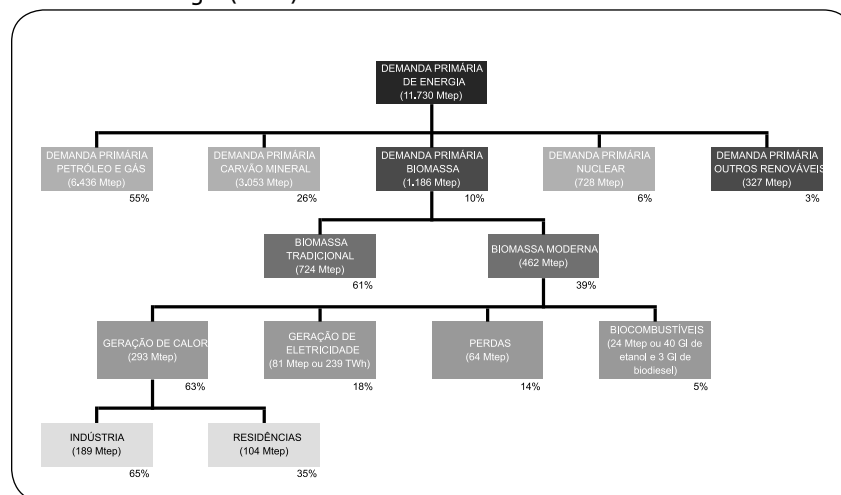 DEMANDA PRIMÁRIA
DE ENERGIA
(11.730 Mtep)
DEMANDA PRIMÁRIA
PETRÓLEO E GÁS
(6.436 Mtep)
55%
DEMANDA PRIMÁRIA
CARVÃO MINERAL
(3.053 Mtep)
26%
DEMANDA PRIMÁRIA
BIOMASSA
(1.186 Mtep)
10%
DEMANDA PRIMÁRIA
NUCLEAR
(728 Mtep)
6%
DEMANDA PRIMÁRIA
OUTROS RENOVÁVEIS
(327 Mtep)
3%
BIOMASSA
TRADICIONAL
(724 Mtep)
61%
BIOMASSA MODERNA
(462 Mtep)
39%
GERAÇÃO DE CALOR
(293 Mtep)
63%
GERAÇÃO DE
ELETRICIDADE
(81 Mtep ou 239 TWh)
18%
PERDAS
(64 Mtep)
14%
BIOCOMBUSTÍVEIS
(24 Mtep ou 40 Gl de
etanol e 3 Gl de
biodiesel)
5%
INDÚSTRIA
(189 Mtep)
65%
RESIDÊNCIAS
(104 Mtep)
35%